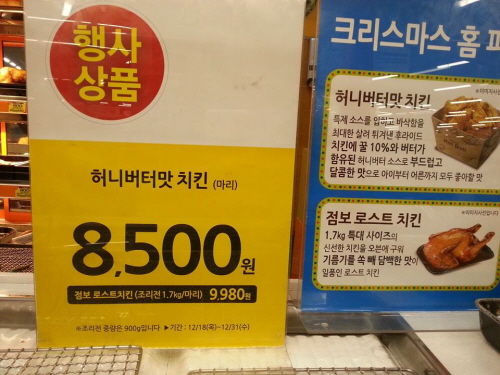 행사
상품
허니버터맛 치킨 (마리)
8,500원
점보 로스트치킨 (조리전 1.7kg/마리) 9,980원
※조리전 중량은 900g입니다 ▶기간 : 12/18(목)~12/31(수)
크리스마스 홈 파
허니버터맛 치킨
특제 소스를 입히고 바삭함을
최대한 살려 튀겨낸 후라이드
치킨에 꿀 10%와 버터가
함유된 허니버터 소스로 부드럽고
달콤한 맛으로 아이부터 어른까지 모두 좋아할 맛
점보 로스트 치킨
※이미지사진입니다
1.7kg 특대 사이즈의
신선한 치킨을 오븐에 구워
기름기를 쏙 빼 담백한 맛이
일품인 로스트 치킨